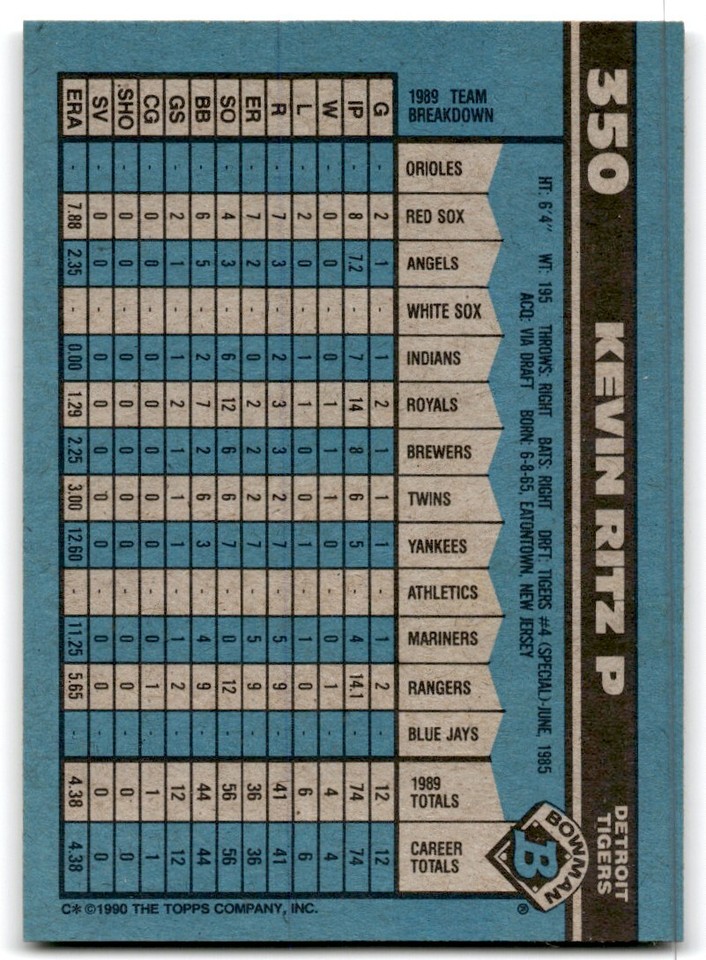 350 KEVIN RITZ P DETROIT TIGERS
HT: 6'4" WT: 195 THROWS: RIGHT BATS: RIGHT DRFT: TIGERS #4 (SPECIAL)-JUNE, 1985
ACQ: VIA DRAFT BORN: 6-8-65, EATONTOWN, NEW JERSEY
BOWMAN
B
®
1989 TEAM BREAKDOWN ORIOLES RED SOX ANGELS WHITE SOX INDIANS ROYALS BREWERS TWINS YANKEES ATHLETICS MARINERS RANGERS BLUE JAYS 1989 TOTALS CAREER TOTALS
G - 2 1 - 1 2 1 1 1 - 1 2 - 12 12
IP - 8 7.2 - 7 14 8 6 5 - 4 14.1 - 74 74
W - 0 0 - 0 1 1 1 0 - 0 1 - 4 4
L - 2 0 - 1 1 0 0 1 - 1 0 - 6 6
R - 7 3 - 2 3 3 2 7 - 5 9 - 41 41
ER - 7 2 - 0 2 2 2 7 - 5 9 - 36 36
SO - 4 3 - 6 12 6 6 7 - 0 12 - 56 56
BB - 6 5 - 2 7 2 6 3 - 4 9 - 44 44
GS - 2 1 - 1 2 1 1 1 - 1 2 - 12 12
CG - 0 0 - 0 0 0 0 0 - 0 1 - 1 1
SHO - 0 0 - 0 0 0 0 0 - 0 0 - 0 0
SV - 0 0 - 0 0 0 0 0 - 0 0 - 0 0
ERA - 7.88 2.35 - 0.00 1.29 2.25 3.00 12.60 - 11.25 5.65 - 4.38 4.38
C* ©1990 THE TOPPS COMPANY, INC.